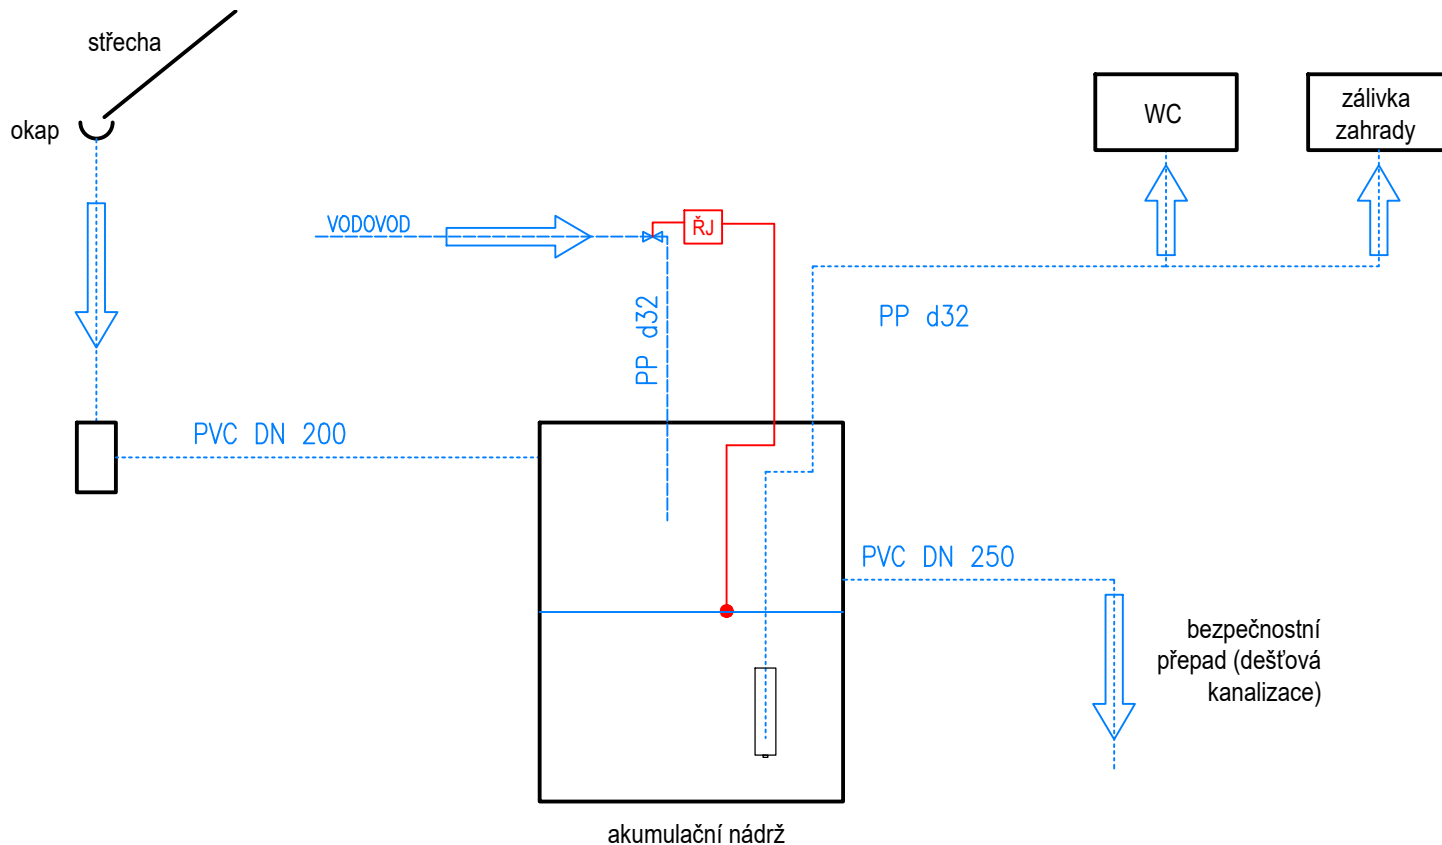 střecha
okap
WC
zálivka
zahrady
VODOVOD
ŘJ
PP d32
PP d32
PVC DN 200
PVC DN 250
bezpečnostní
přepad (dešťová
kanalizace)
akumulační nádrž